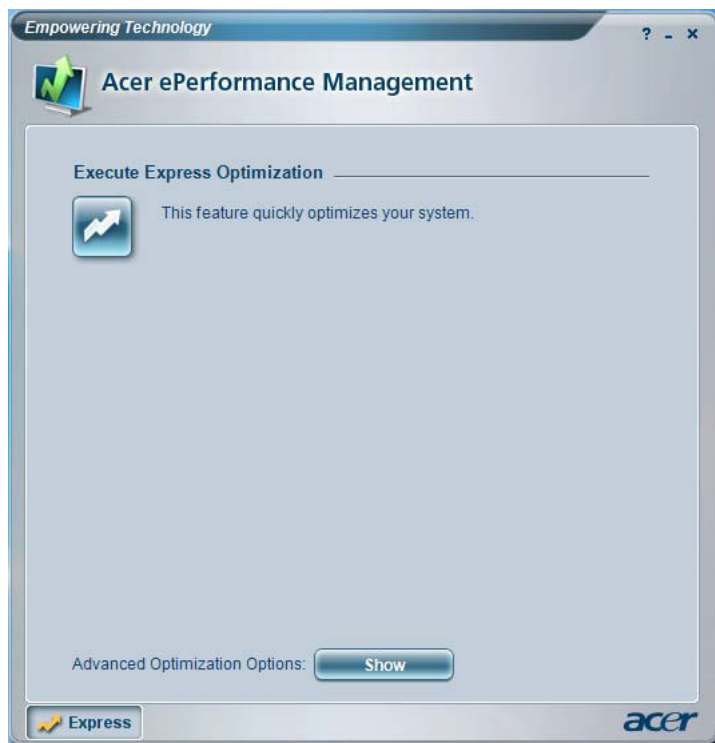 Empowering Technology
? - x
Acer ePerformance Management
Execute Express Optimization
This feature quickly optimizes your system.
Advanced Optimization Options: Show
Express
acer